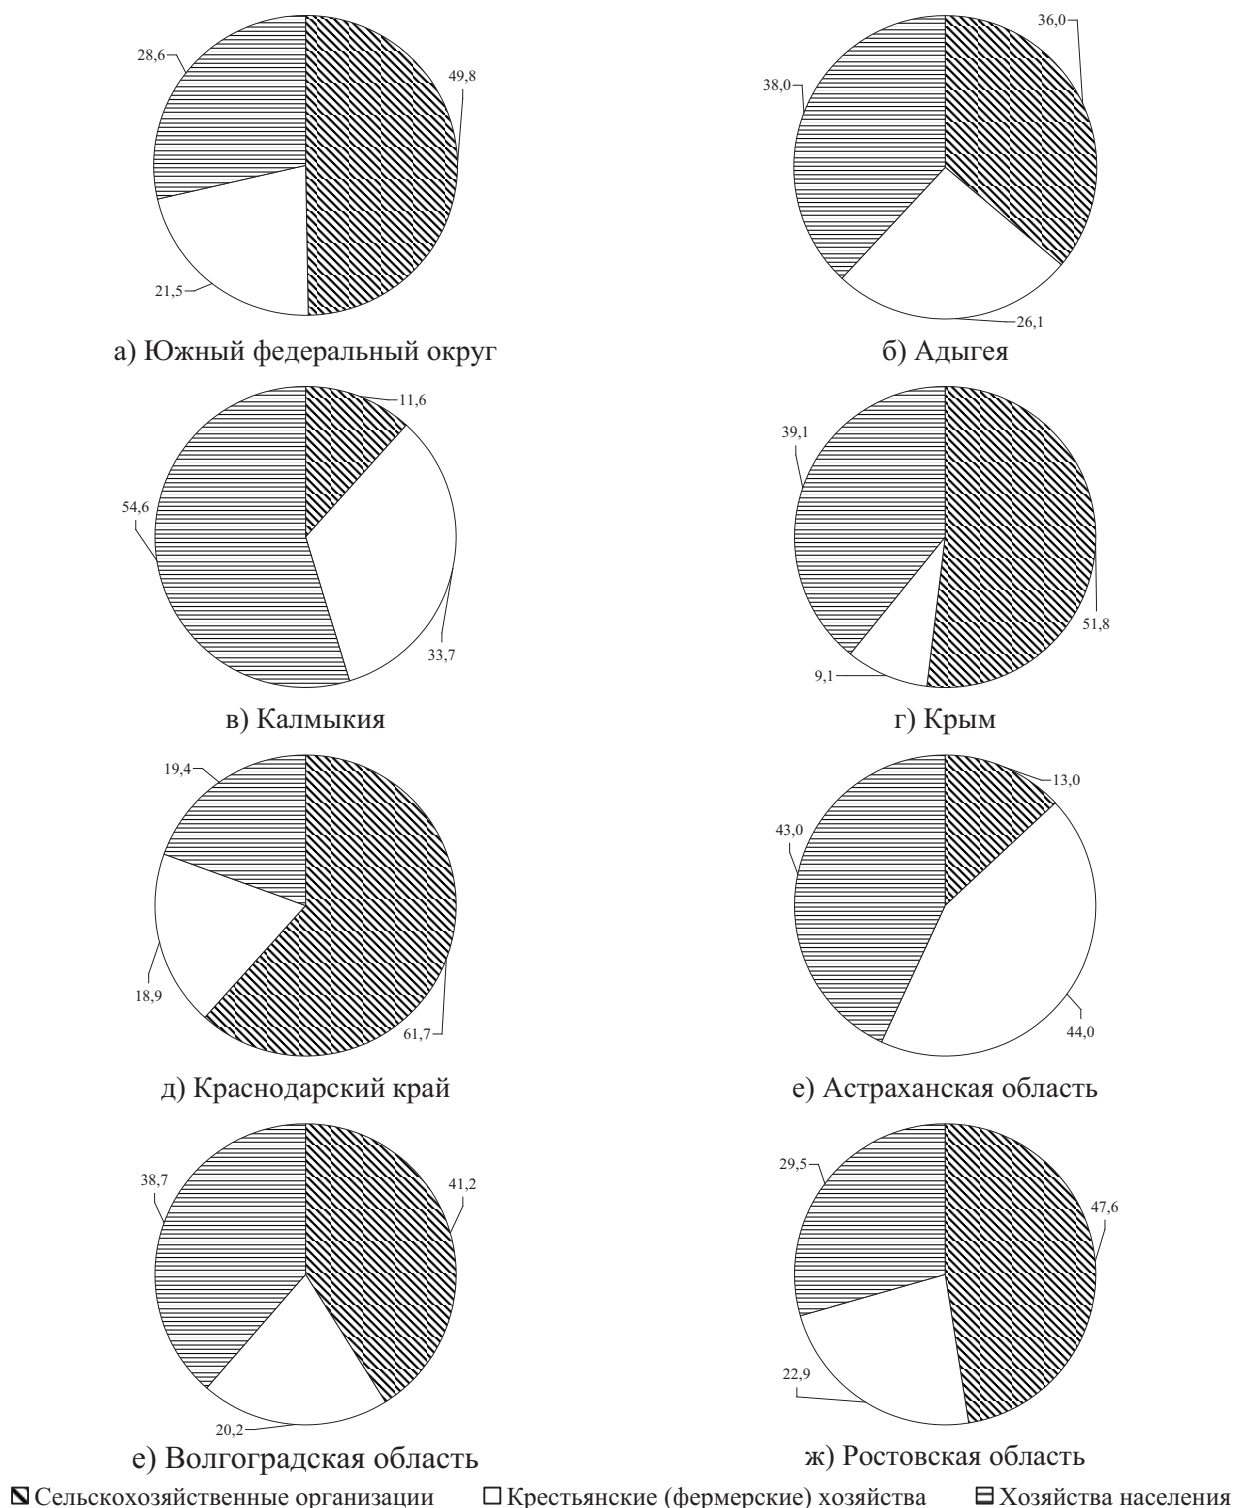 28,6
49,8
21,5
а) Южный федеральный округ
36,0
38,0
26,1
б) Адыгея
11,6
54,6
33,7
в) Калмыкия
39,1
51,8
9,1
г) Крым
19,4
18,9
61,7
д) Краснодарский край
13,0
43,0
44,0
е) Астраханская область
38,7
41,2
20,2
е) Волгоградская область
29,5
47,6
22,9
ж) Ростовская область
Сельскохозяйственные организации Крестьянские (фермерские) хозяйства Хозяйства населения